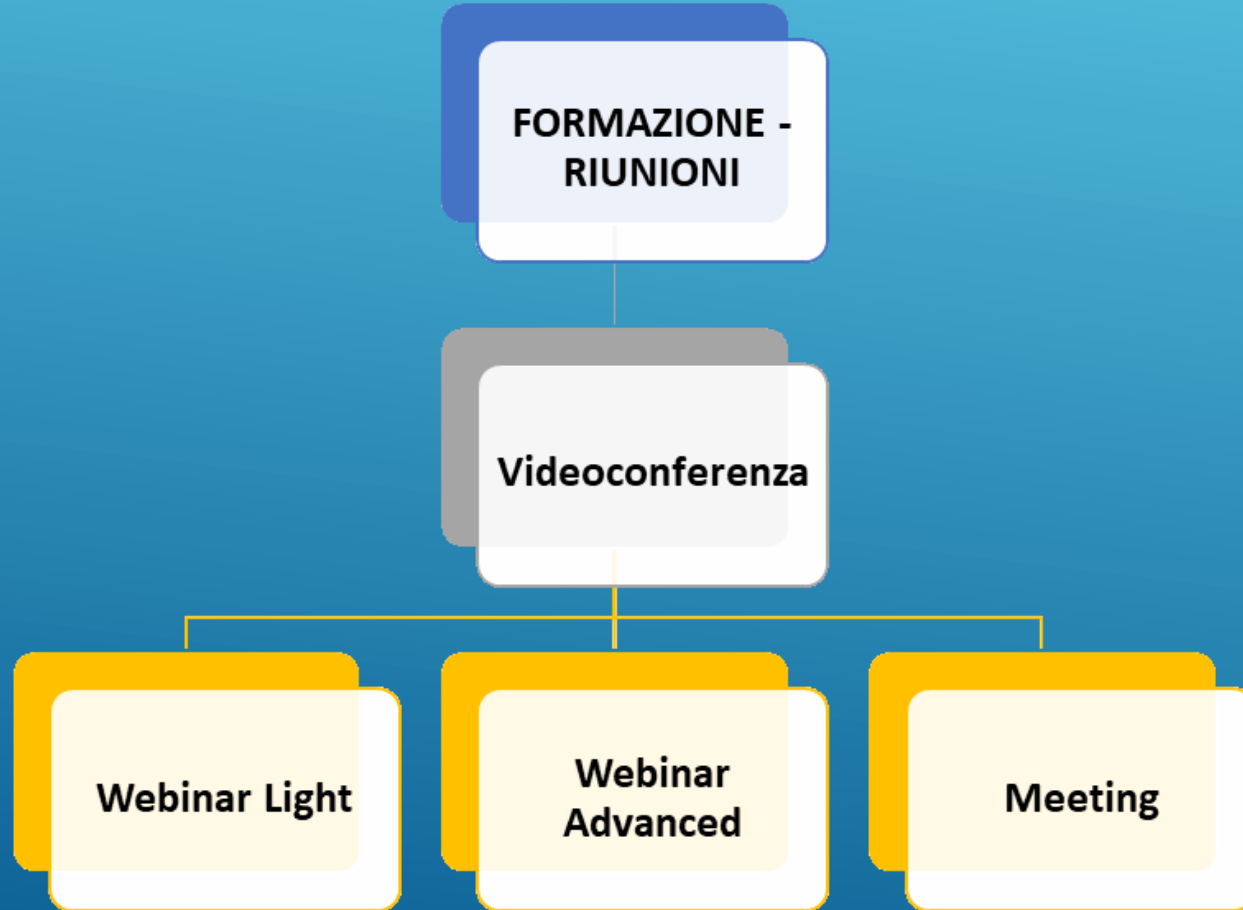 FORMAZIONE -
RIUNIONI
Videoconferenza
Webinar Light
Webinar
Advanced
Meeting